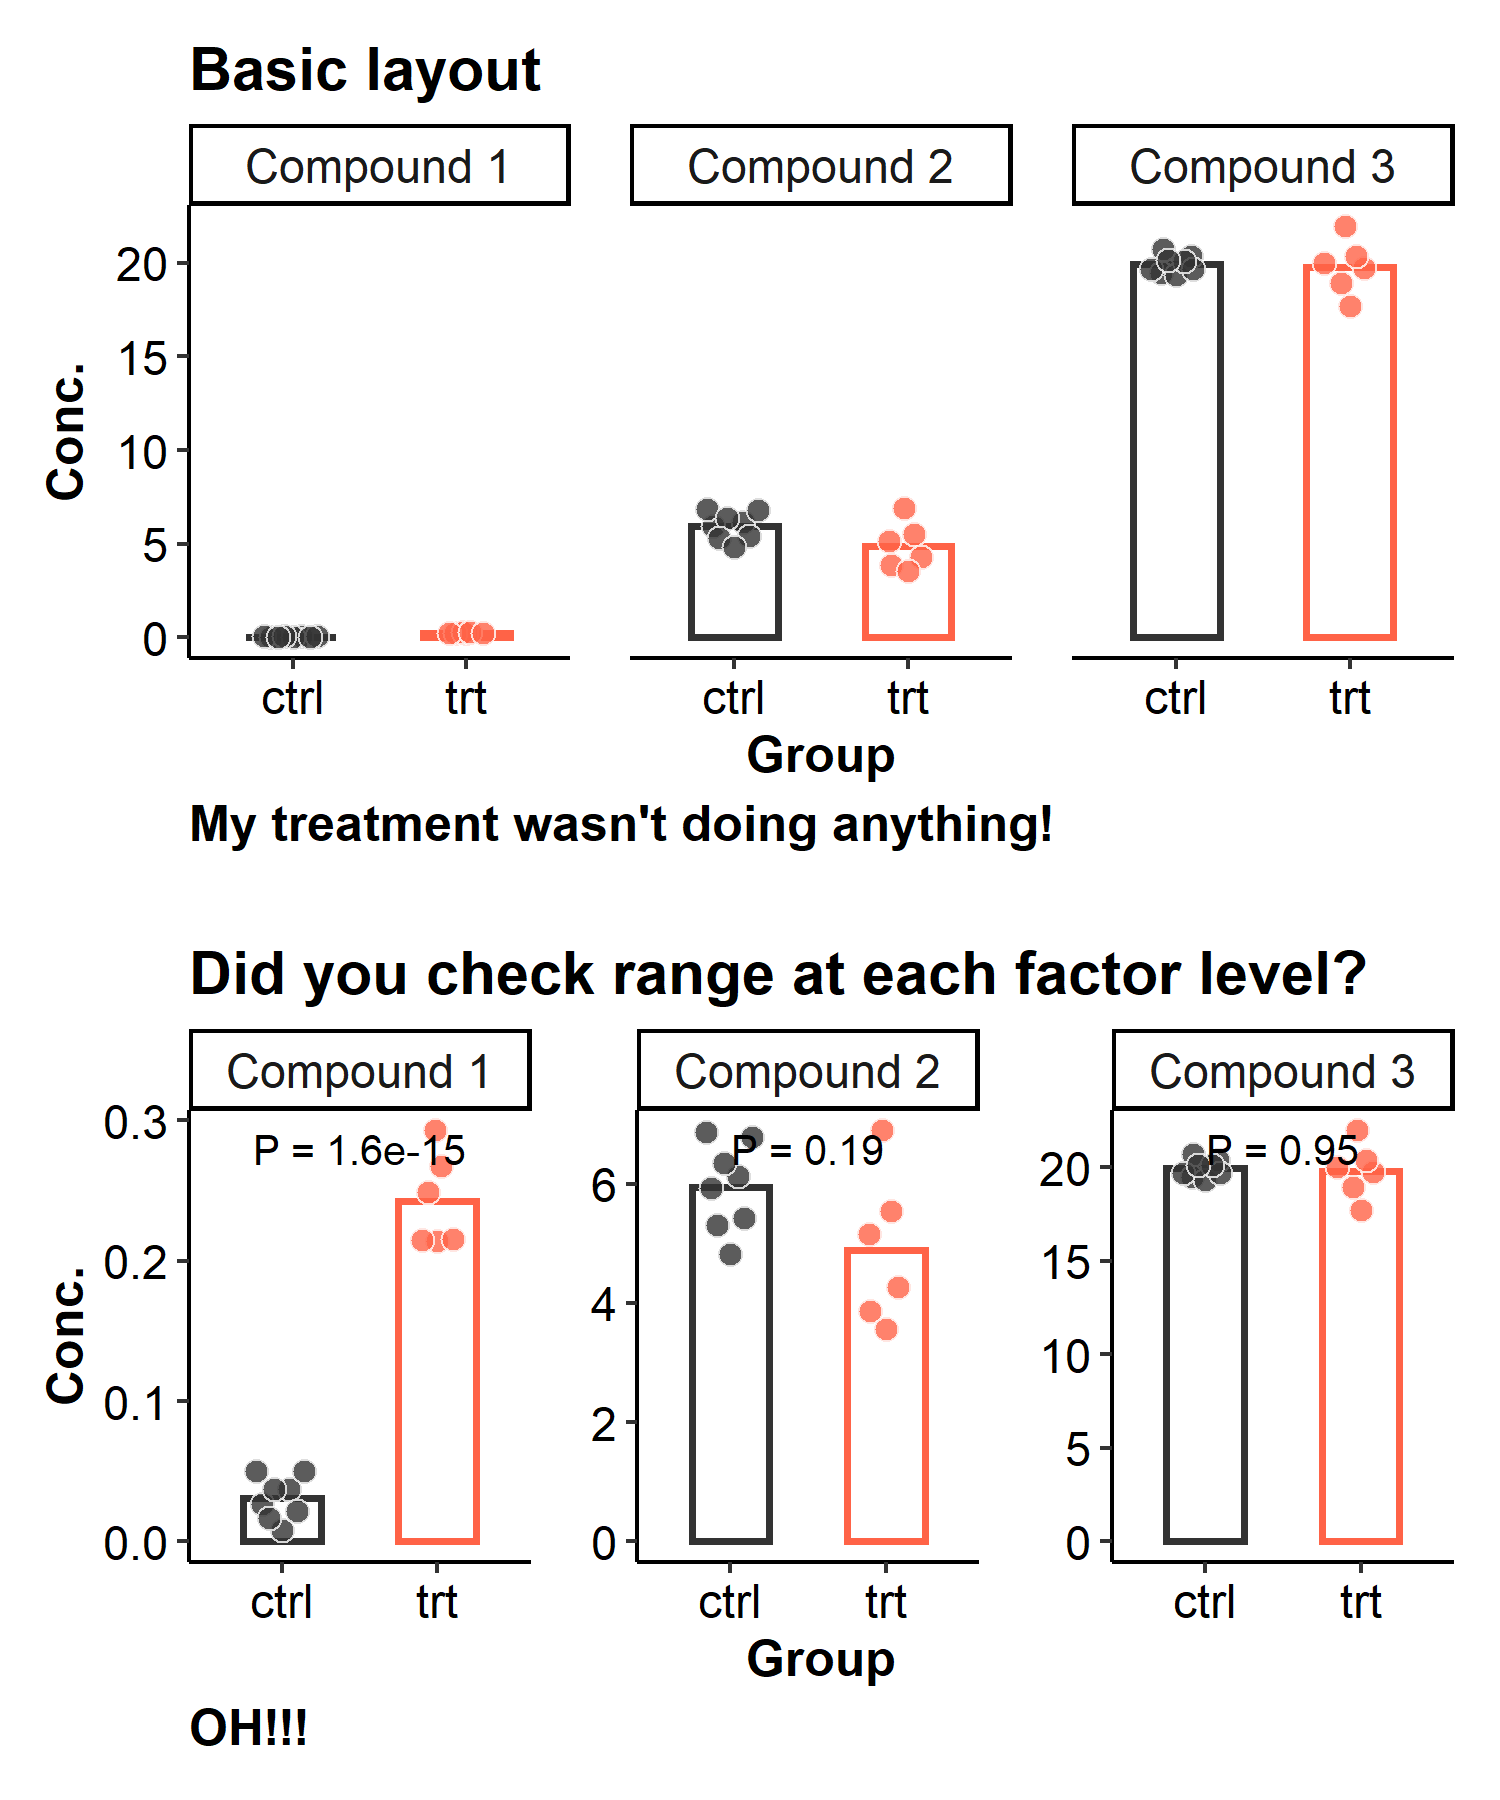 Basic layout
Compound 1 Compound 2 Compound 3
Conc.
20
15
10
5
0
ctrl trt ctrl trt ctrl trt
Group
My treatment wasn't doing anything!
Did you check range at each factor level?
Compound 1 Compound 2 Compound 3
P = 1.6e-15 P = 0.19 P = 0.95
Conc.
0.3
0.2
0.1
0.0
6
4
2
0
20
15
10
5
0
ctrl trt ctrl trt ctrl trt
Group
OH!!!